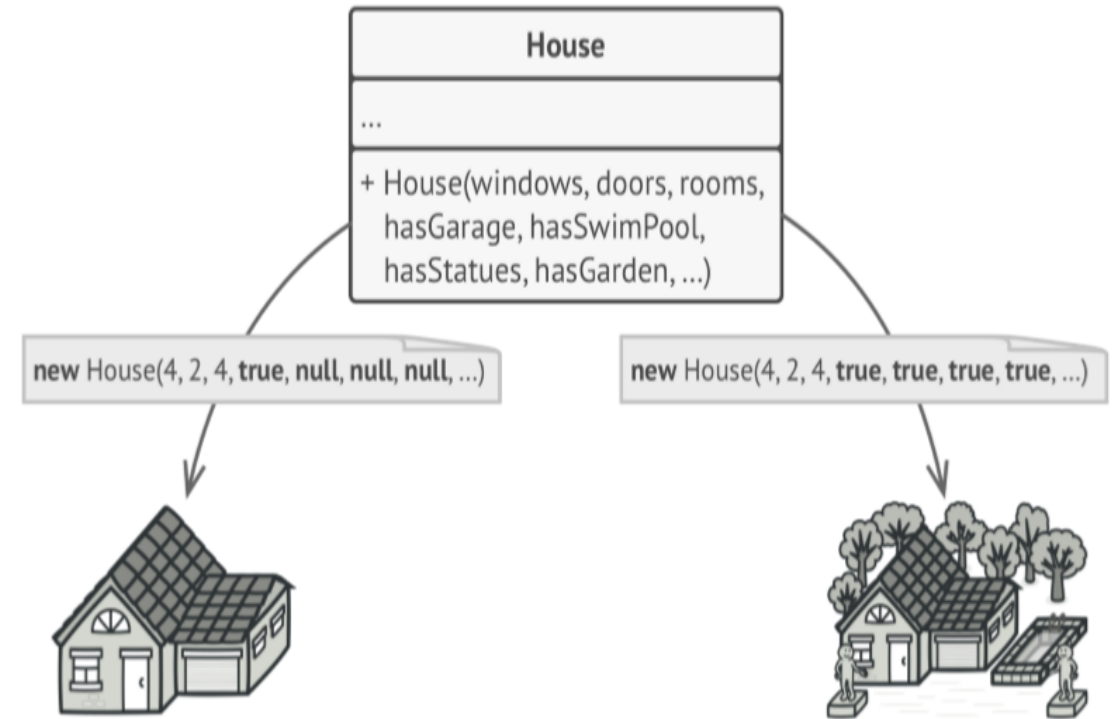 House
...
+ House(windows, doors, rooms,
hasGarage, hasSwimPool,
hasStatues, hasGarden, ...)
new House(4, 2, 4, true, null, null, null, ...)
new House(4, 2, 4, true, true, true, true, ...)